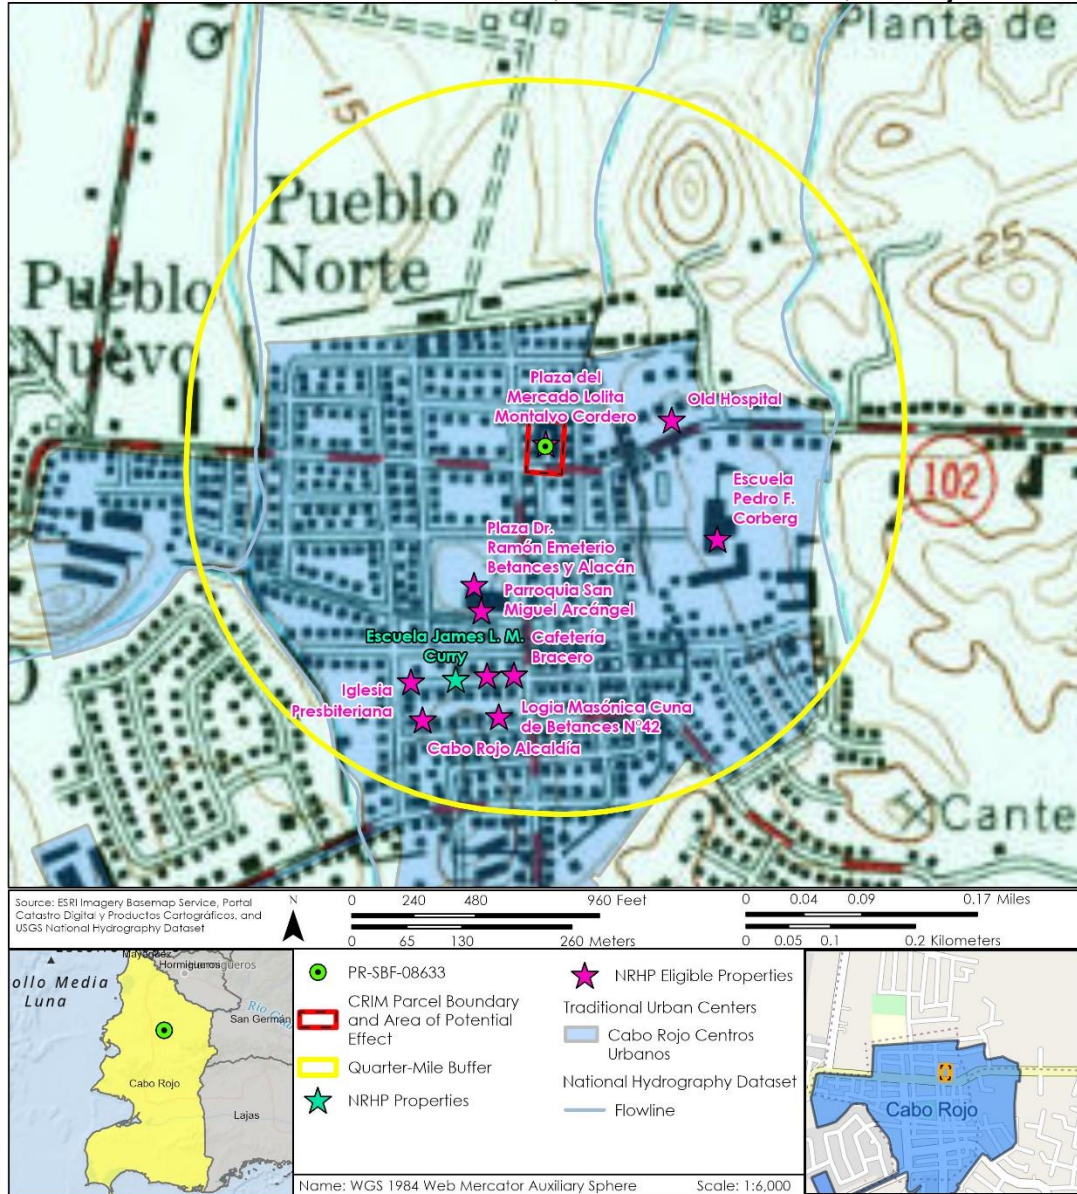 Planta de
15
Pueblo
Norte
Pueblo
Nuevo
25
Plaza del
Mercado Lolita
Montalvo Cordero
Old Hospital
102
Escuela
Pedro F.
Corberg
Plaza Dr.
Ramón Emeterio
Betances y Alacán
Parroquia San
Miguel Arcángel
Escuela James L. M.
Curry
Cafetería
Bracero
Iglesia
Presbiteriana
Logia Masónica Cuna
de Betances N°42
Cabo Rojo Alcaldía
Cante
Source: ESRI Imagery Basemap Service, Portal
Catastro Digital y Productos Cartográficos, and
USGS National Hydrography Dataset
N
0 240 480 960 Feet
0 65 130 260 Meters
0 0.04 0.09 0.17 Miles
0 0.05 0.1 0.2 Kilometers
Hormigueros
ollo Media
Luna
San Germán
Cabo Rojo
Lajas
PR-SBF-08633
CRIM Parcel Boundary
and Area of Potential
Effect
Quarter-Mile Buffer
NRHP Properties
NRHP Eligible Properties
Traditional Urban Centers
Cabo Rojo Centros
Urbanos
National Hydrography Dataset
Flowline
Cabo Rojo
Name: WGS 1984 Web Mercator Auxiliary Sphere
Scale: 1:6,000